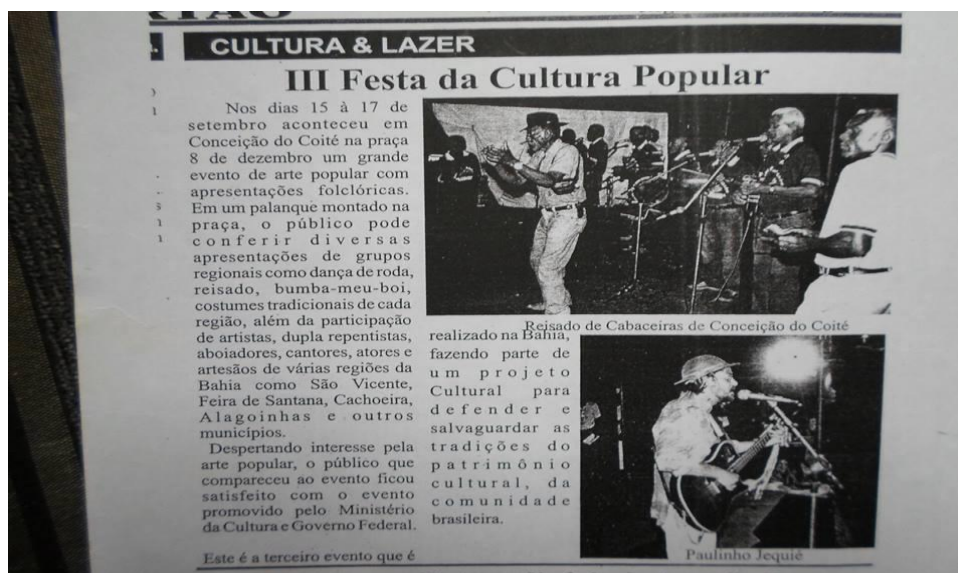 CULTURA & LAZER
III Festa da Cultura Popular
Nos dias 15 à 17 de
setembro aconteceu em
Conceição do Coité na praça
8 de dezembro um grande
evento de arte popular com
apresentações folclóricas.
Em um palanque montado na
praça, o público pode
conferir diversas
apresentações de grupos
regionais como dança de roda,
reisado, bumba-meu-boi,
costumes tradicionais de cada
região, além da participação
de artistas, dupla repentistas,
aboiadores, cantores, atores e
artesãos de várias regiões da
Bahia como São Vicente,
Feira de Santana, Cachoeira,
Alagoinhas e outros
municípios.
Despertando interesse pela
arte popular, o público que
compareceu ao evento ficou
satisfeito com o evento
promovido pelo Ministério
da Cultura e Governo Federal.
Este é a terceiro evento que é
realizado na Bahia,
fazendo parte de
um projeto
Cultural para
defender e
salvaguardar as
tradições do
patrimônio
cultural, da
comunidade
brasileira.
Reisado de Cabaceiras de Conceição do Coité
Paulinho Jequié